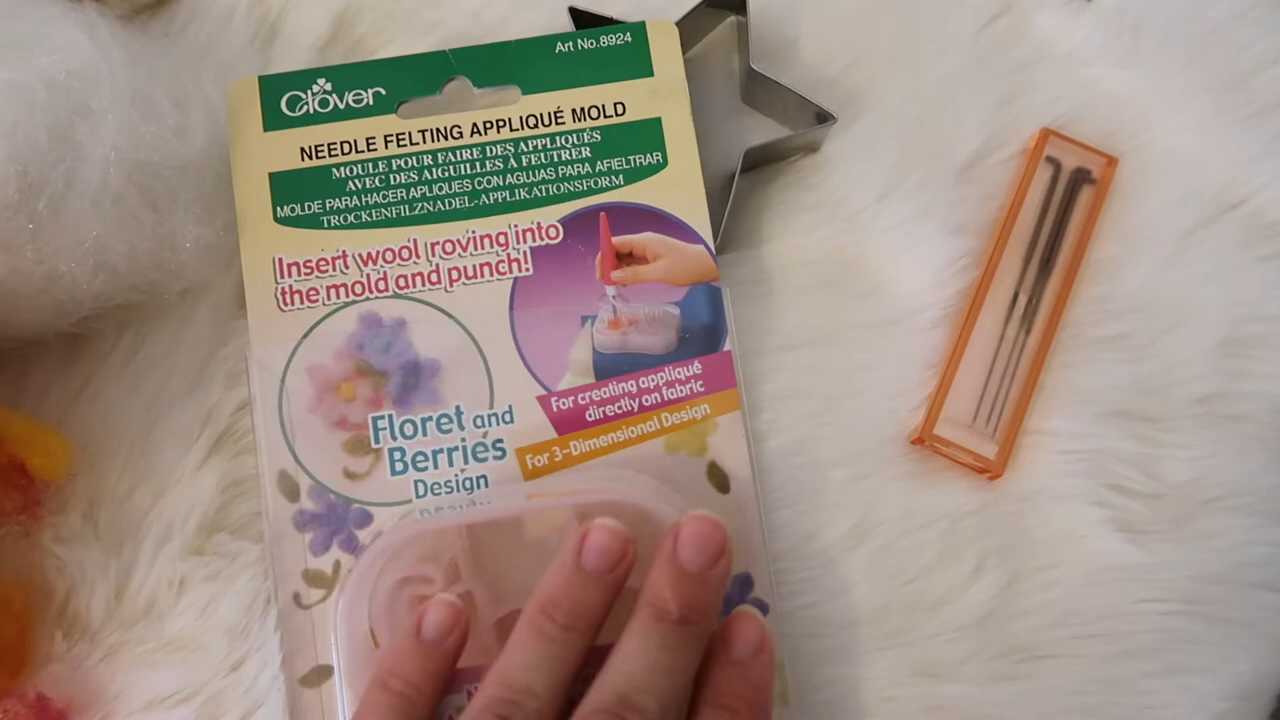 Art No.8924
Clover
NEEDLE FELTING APPLIQUÉ MOLD
MOULE POUR FAIRE DES APPLIQUÉS
AVEC DES AIGUILLES À FEUTRER
MOLDE PARA HACER APLIQUES CON AGUJAS PARA AFIELTRAR
TROCKENFILZNADEL-APPLIKATIONSFORM
Insert wool roving into
the mold and punch!
For creating appliqué
directly on fabric
For 3-Dimensional Design
Floret and
Berries
Design